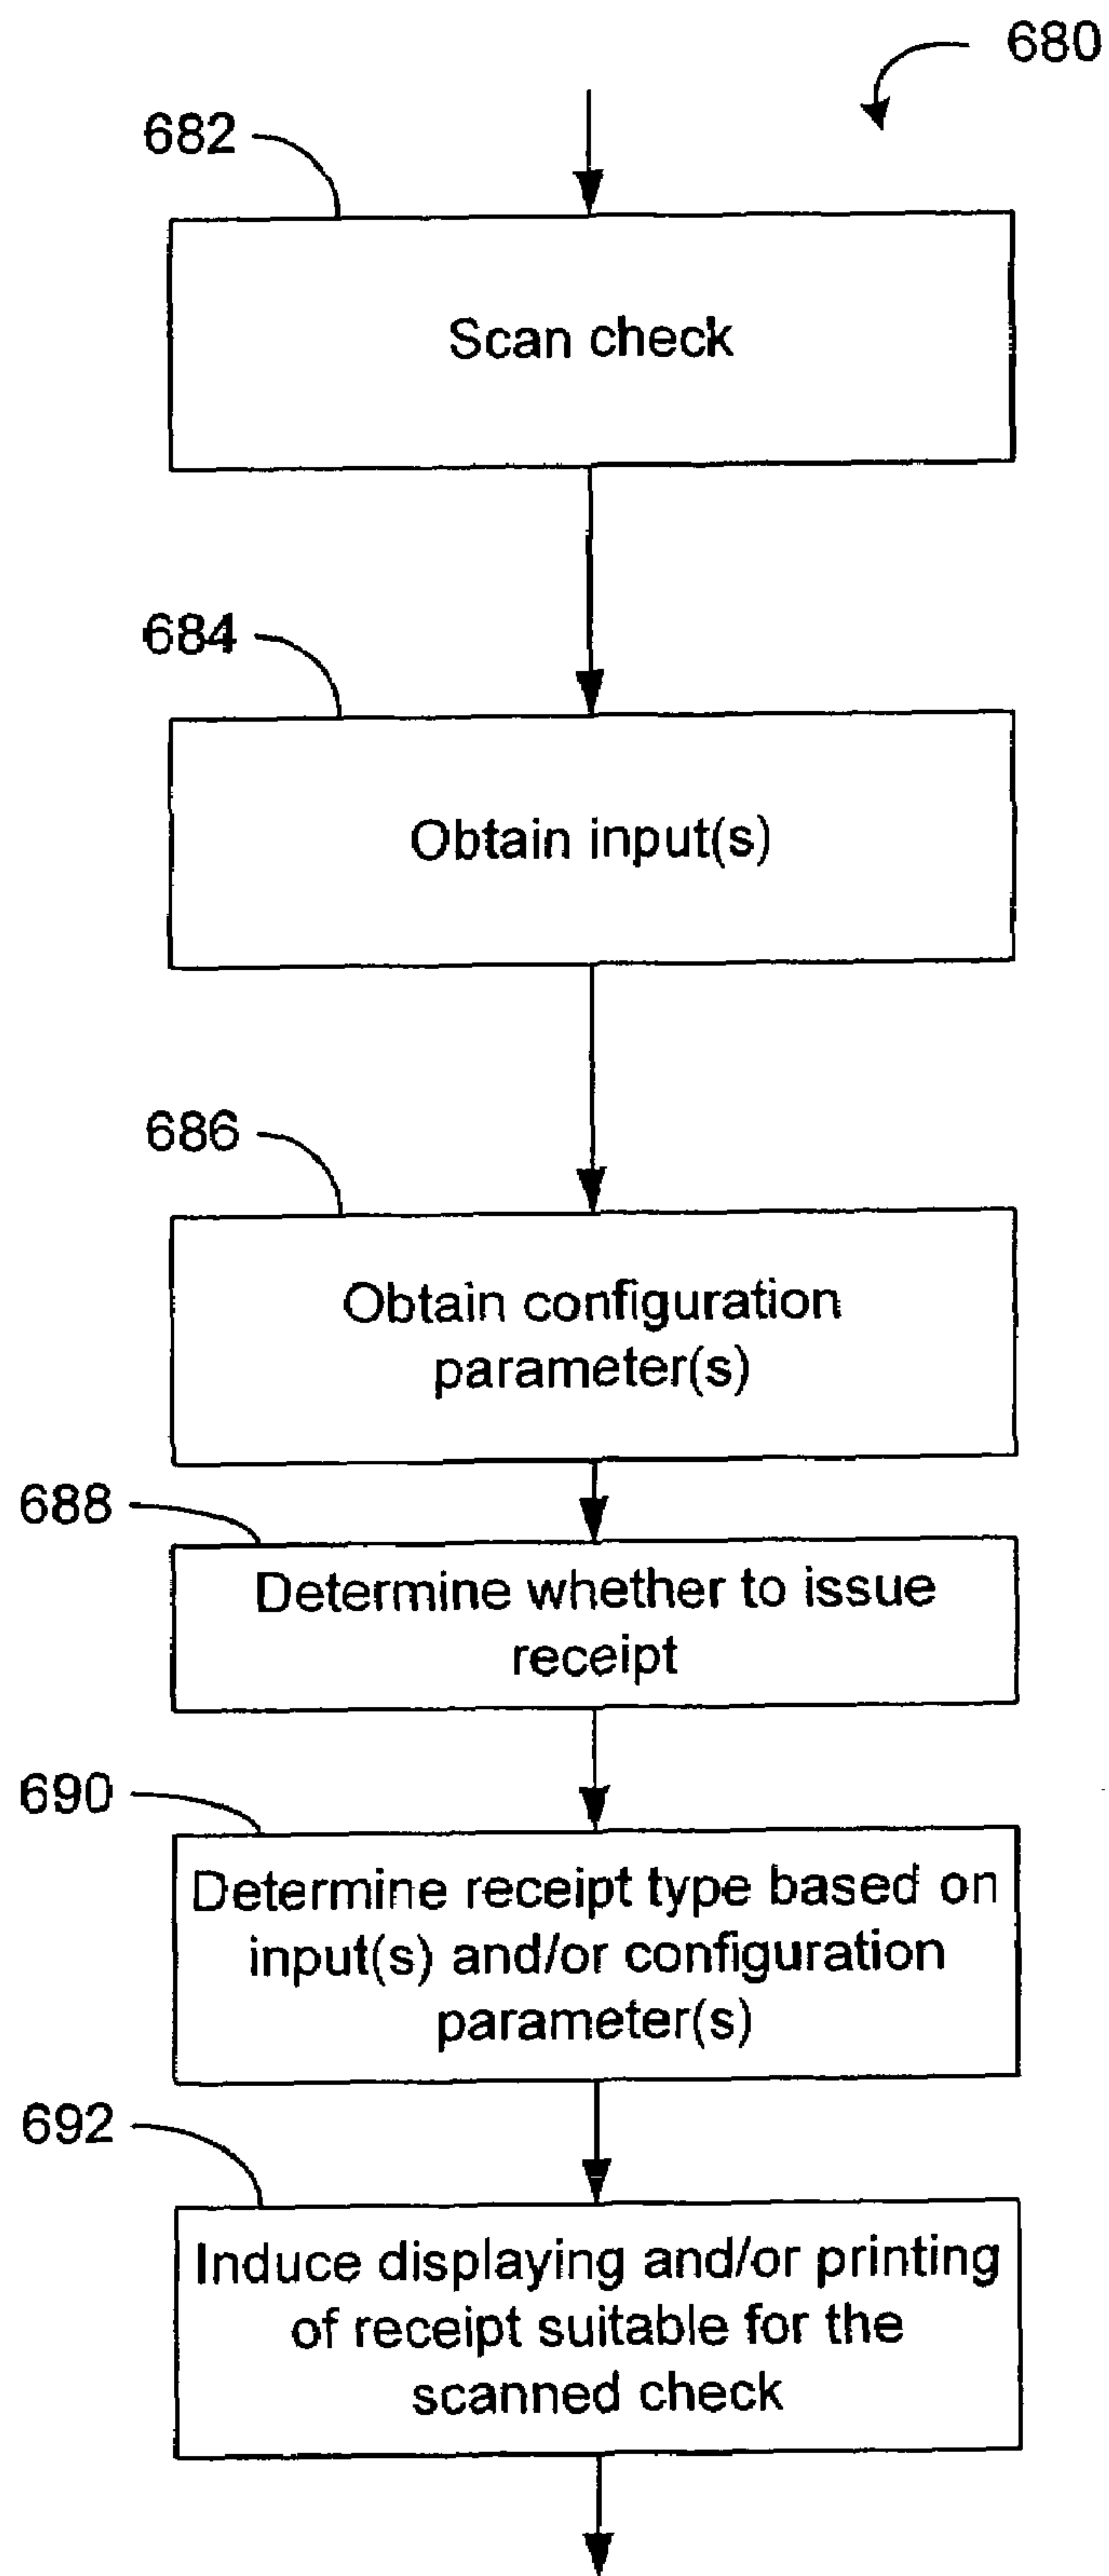 680
682
Scan check
684
Obtain input(s)
686
Obtain configuration
parameter(s)
688
Determine whether to issue
receipt
690
Determine receipt type based on
input(s) and/or configuration
parameter(s)
692
Induce displaying and/or printing
of receipt suitable for the
scanned check